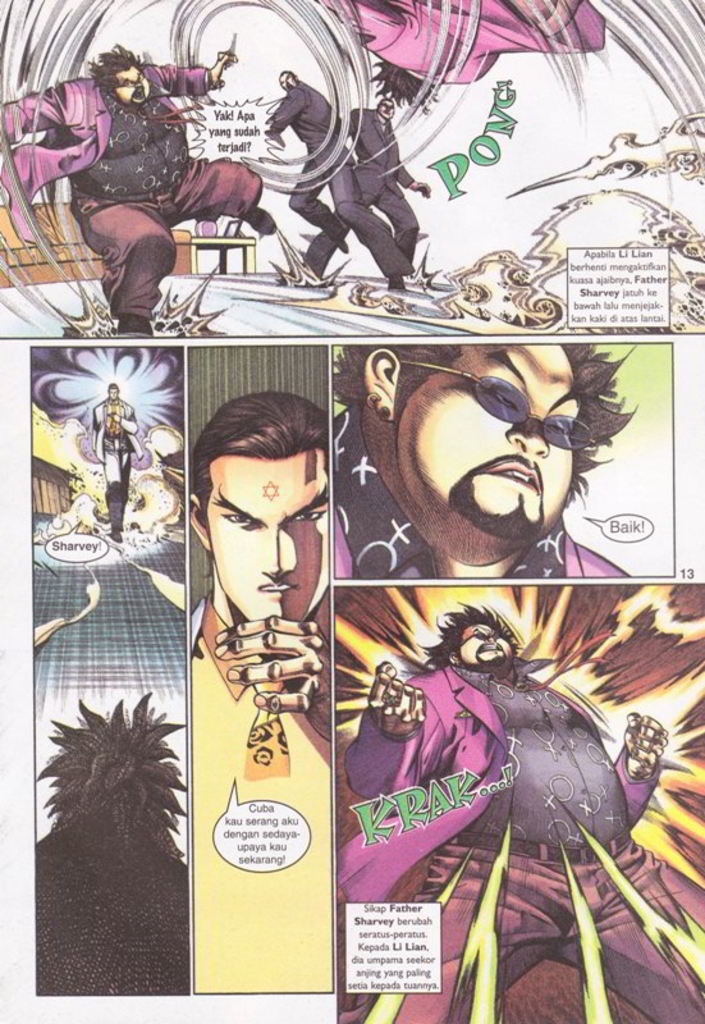 Yak! Apa
yang sudah
terjadi?
PONG!
Apabila Li Lian
berhenti mengaktifkan
kuasa ajaibnya, Father
Sharvey jatuh ke
bawah lalu menjejak-
kan kaki di atas lantai.
Sharvey!
Cuba
kau serang aku
dengan sedaya-
upaya kau
sekarang!
Baik!
13
KRAK...!
Sikap Father
Sharvey berubah
seratus-peratus.
Kepada Li Lian,
dia umpama seekor
anjing yang paling
setia kepada tuannya.